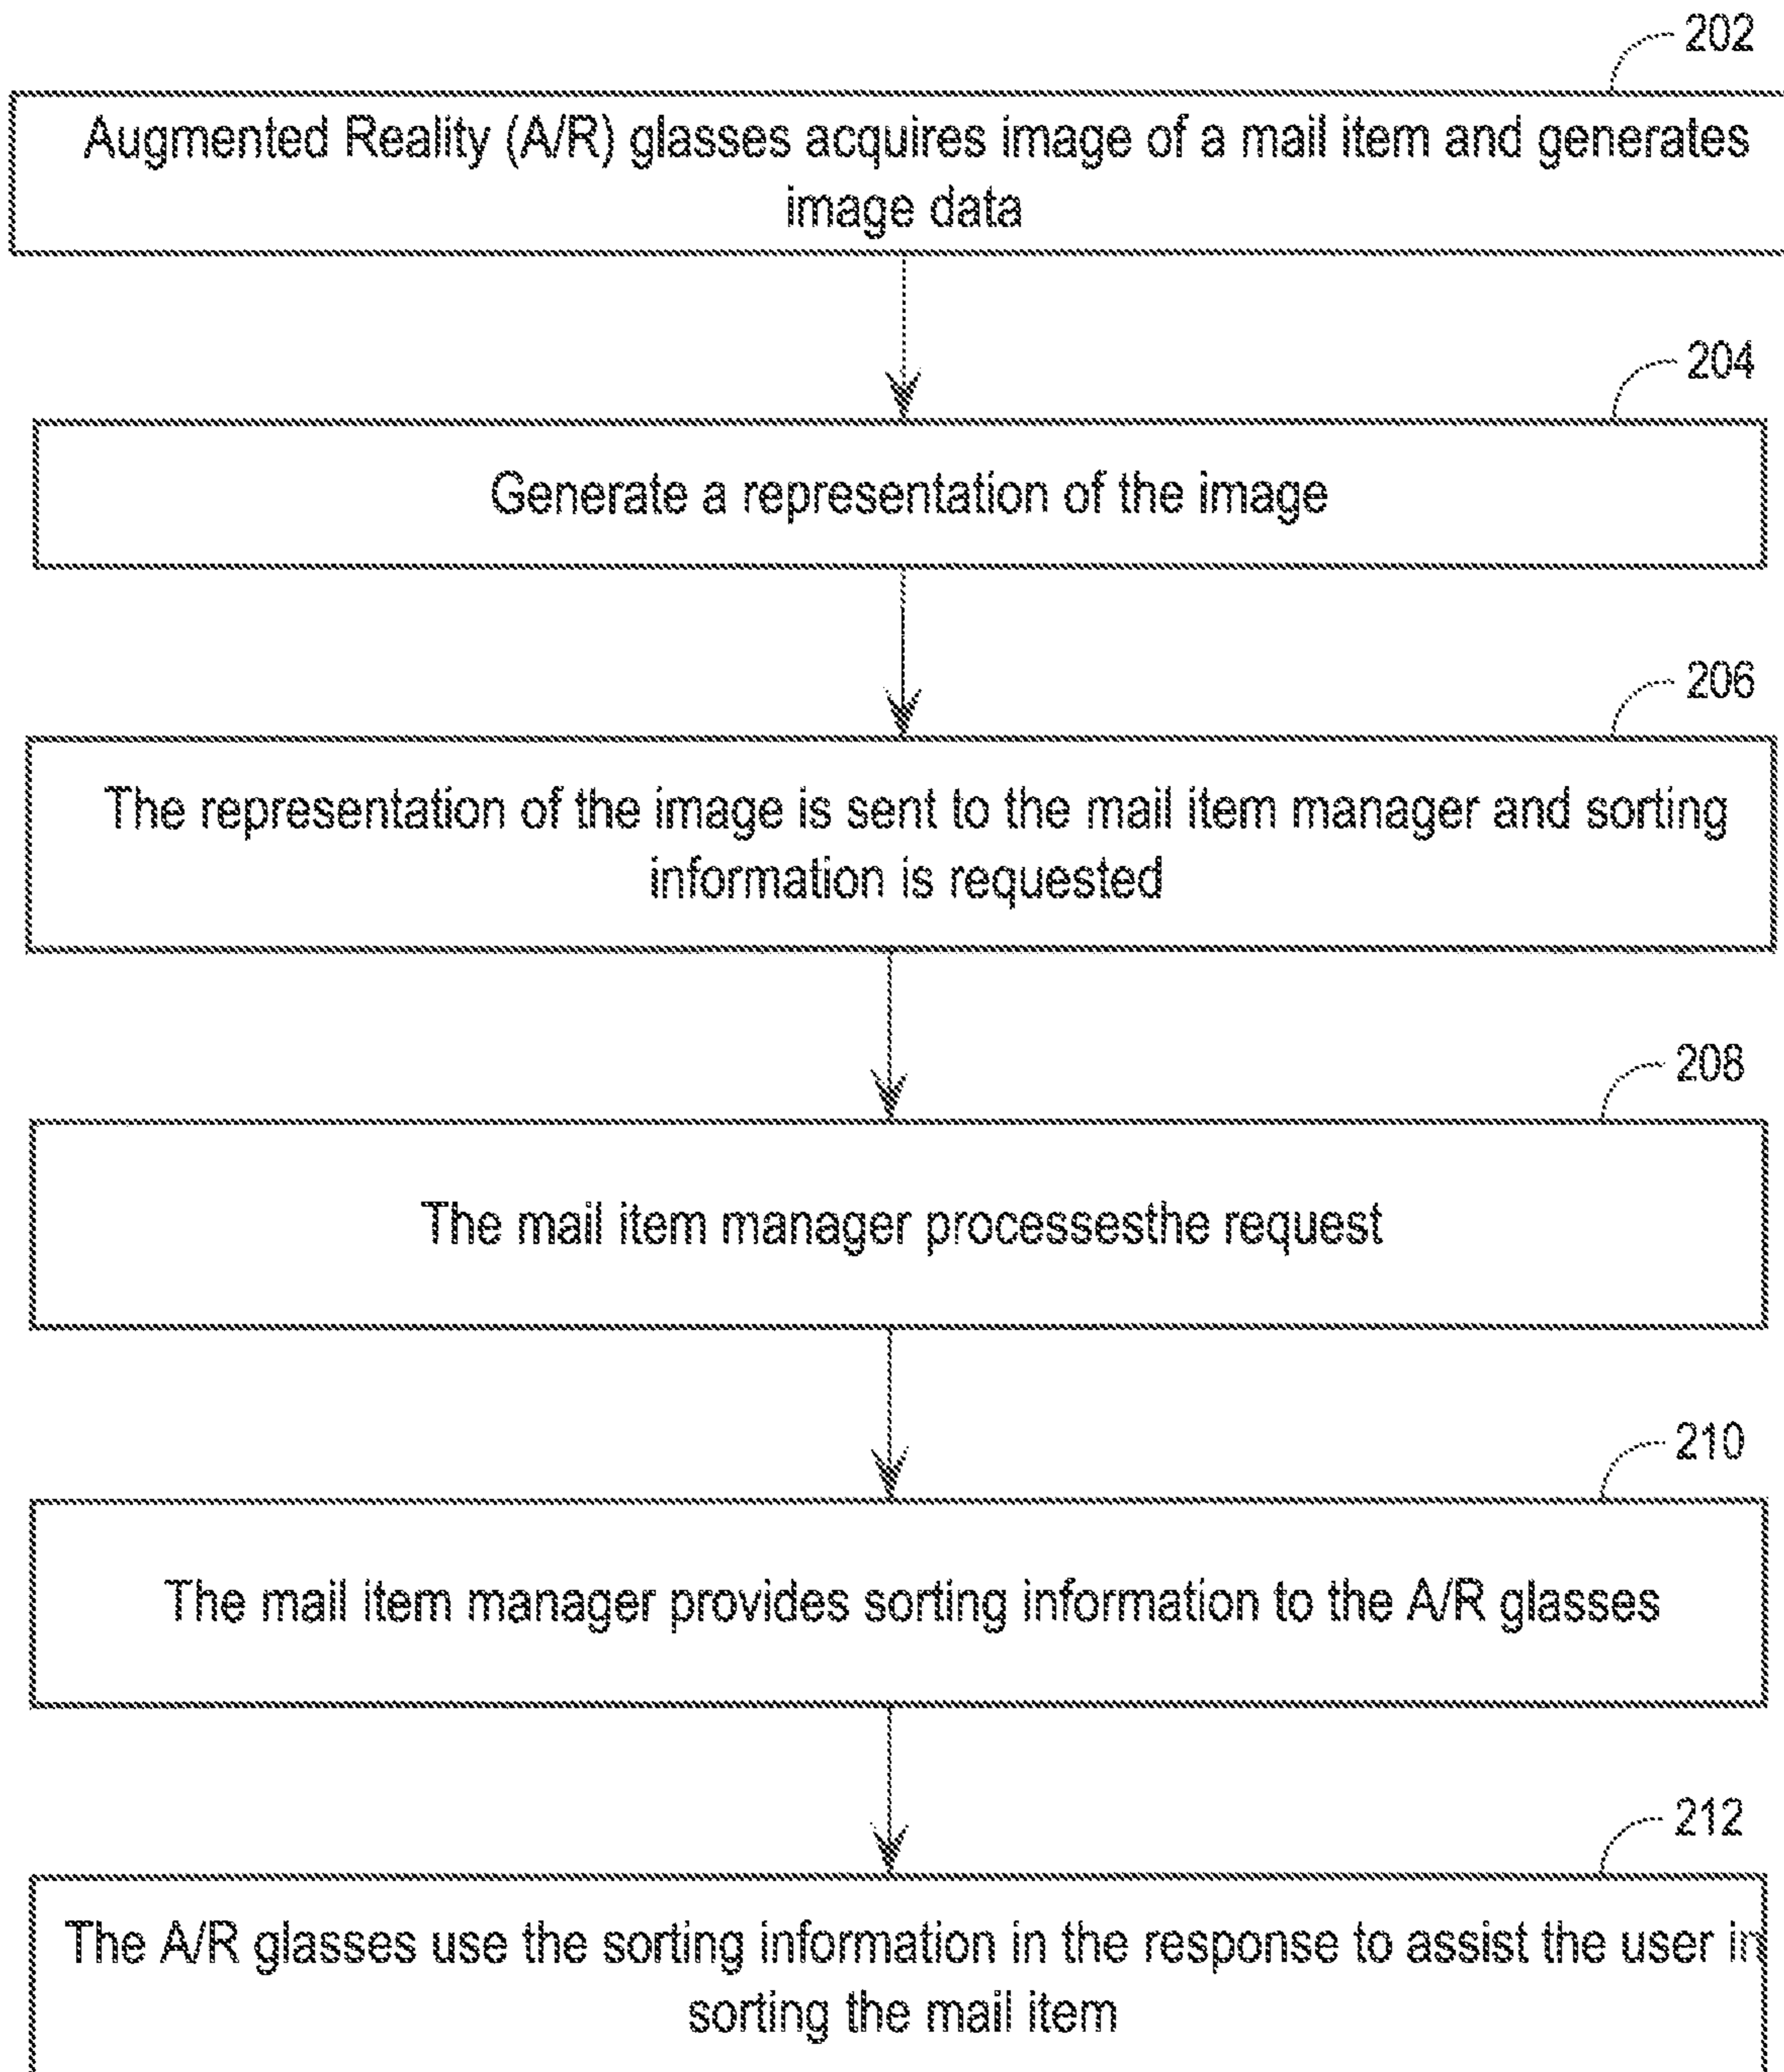 202
Augmented Reality (A/R) glasses acquires image of a mail item and generates
image data
204
Generate a representation of the image
206
The representation of the image is sent to the mail item manager and sorting
information is requested
208
The mail item manager processesthe request
210
The mail item manager provides sorting information to the A/R glasses
212
The A/R glasses use the sorting information in the response to assist the user in
sorting the mail item